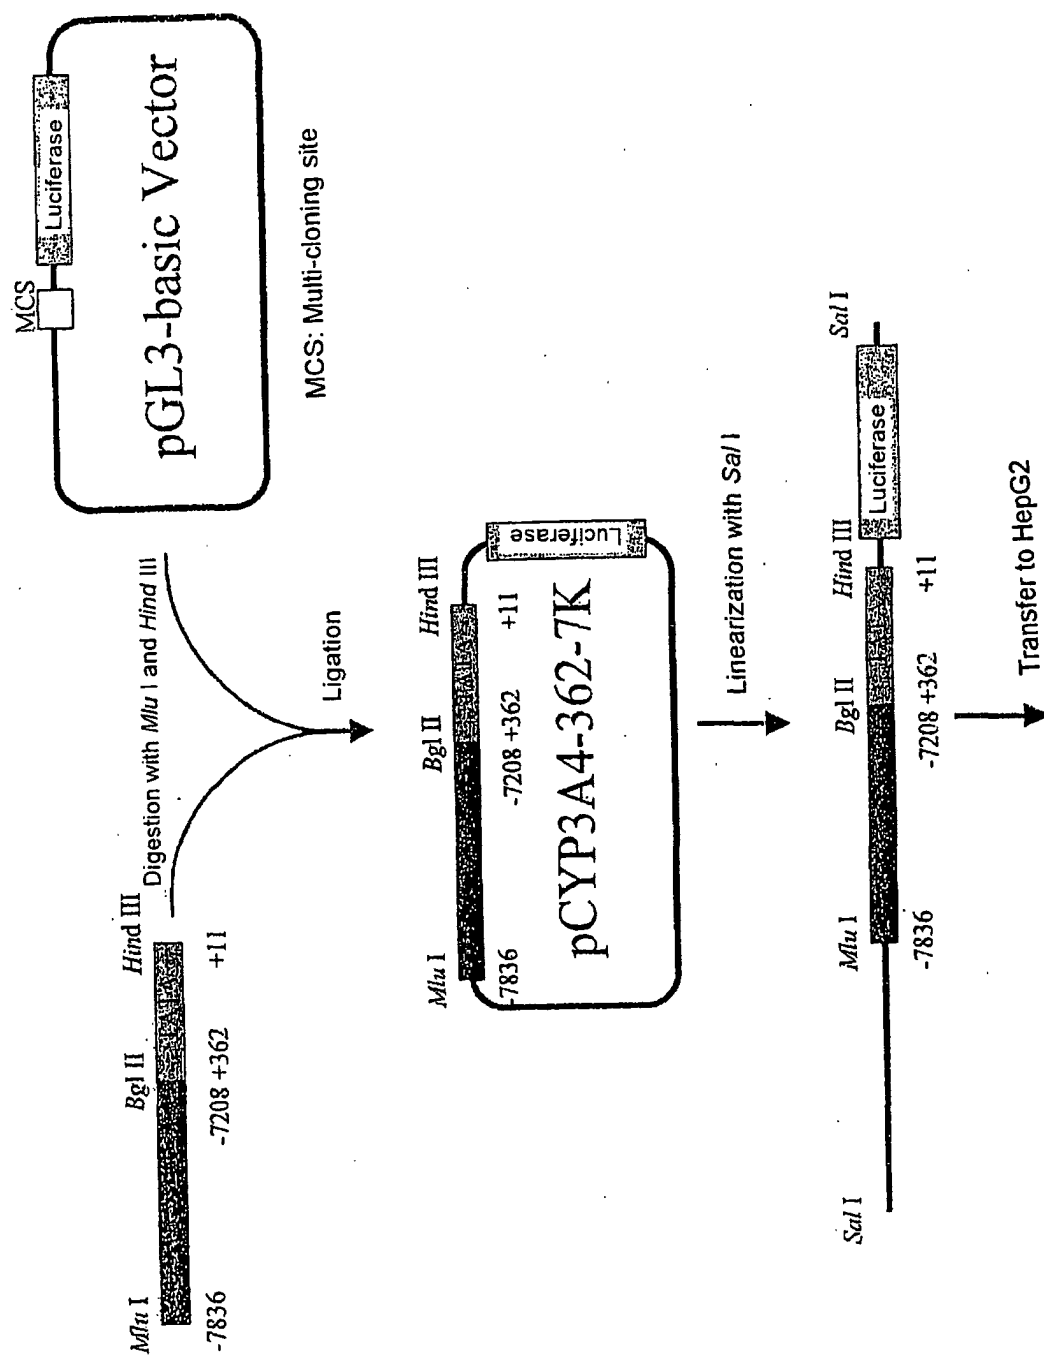 Mlu I
Bgl II
Hind III
-7836
-7208 +362
+11
Digestion with Mlu I and Hind III
MCS
Luciferase
pGL3-basic Vector
MCS: Multi-cloning site
Ligation
Mlu I
Bgl II
Hind III
-7836
-7208 +362
+11
Luciferase
pCYP3A4-362-7K
Linearization with Sal I
Sal I
Mlu I
Bgl II
Hind III
Sal I
Luciferase
-7836
-7208 +362
+11
Transfer to HepG2